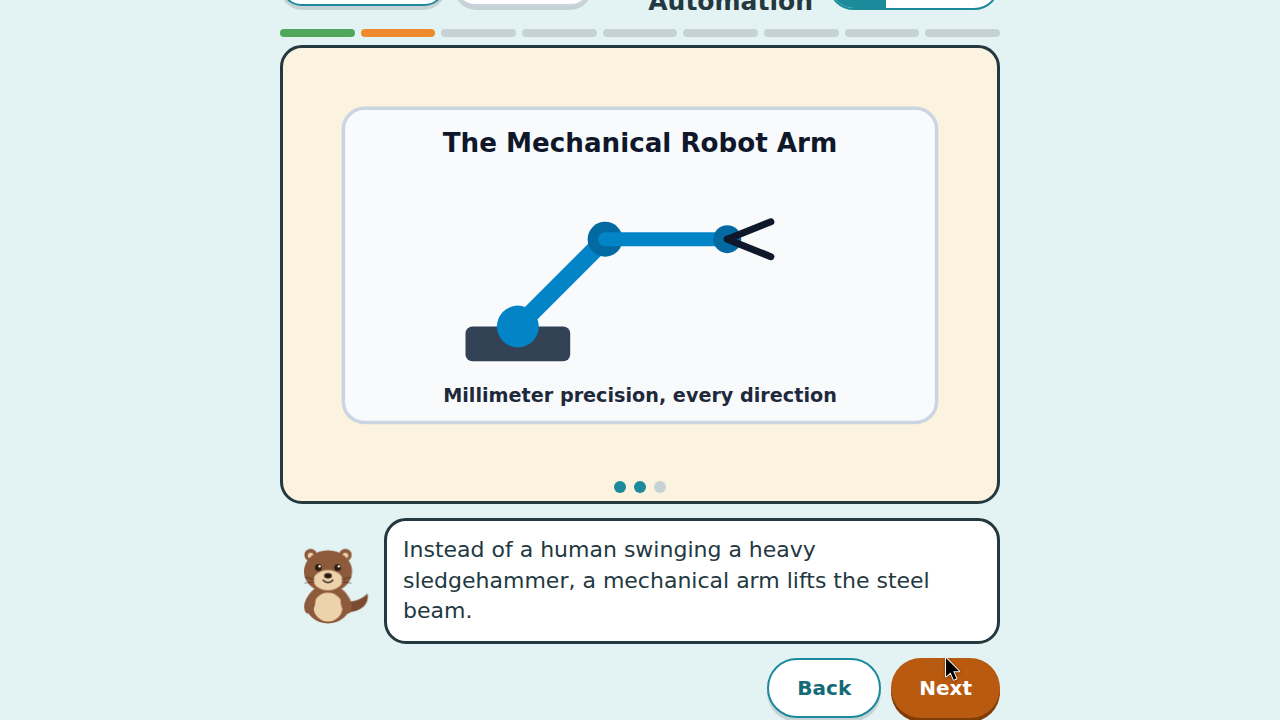 Automation
The Mechanical Robot Arm
Millimeter precision, every direction
Instead of a human swinging a heavy
sledgehammer, a mechanical arm lifts the steel
beam.
Back
Next